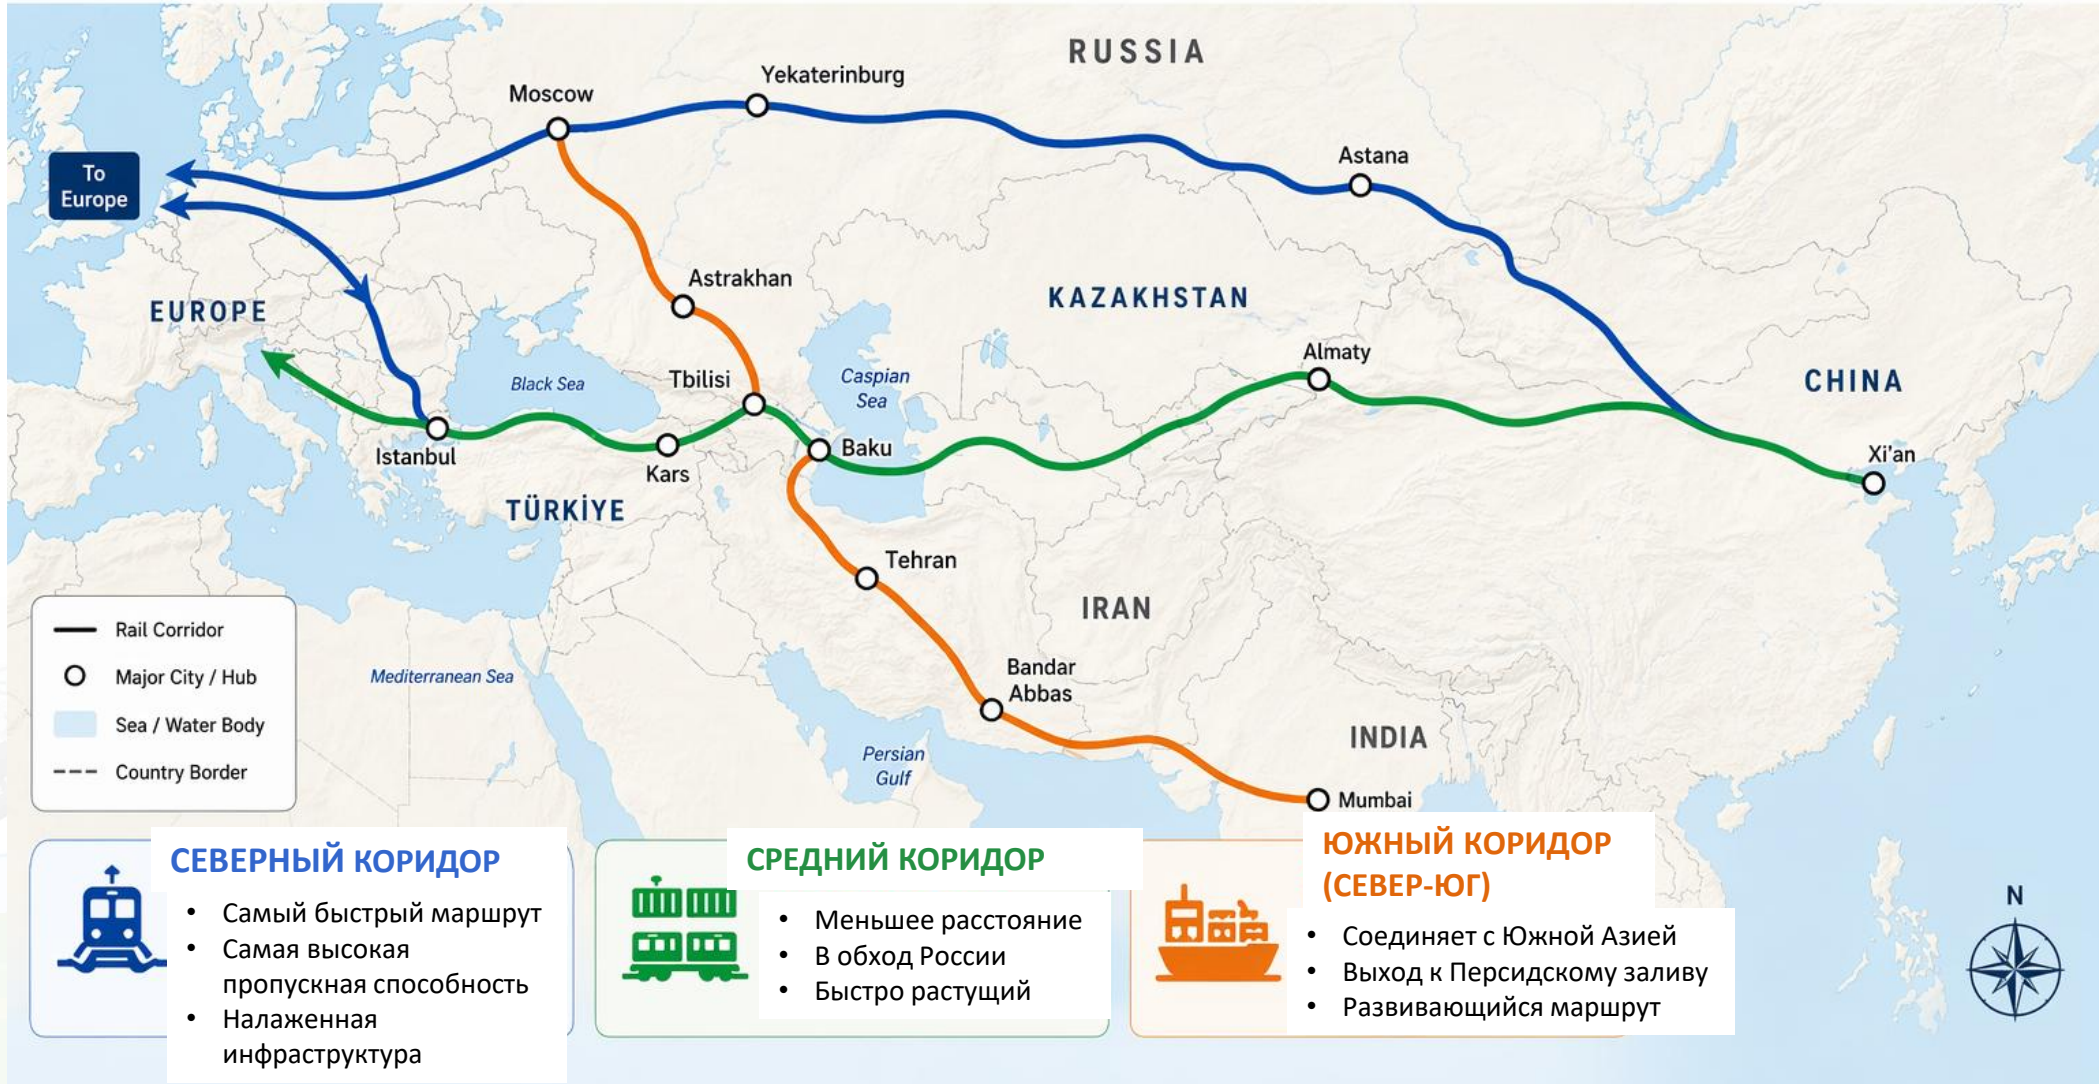 RUSSIA
Yekaterinburg
Moscow
Astana
To
Europe
Astrakhan
KAZAKHSTAN
EUROPE
Almaty
Tbilisi
Black Sea
Caspian
Sea
CHINA
Istanbul
Baku
Kars
Xi'an
TÜRKİYE
Tehran
IRAN
Rail Corridor
Major City / Hub
Sea / Water Body
Country Border
Mediterranean Sea
Bandar
Abbas
Persian
Gulf
INDIA
Mumbai
СЕВЕРНЫЙ КОРИДОР
• Самый быстрый маршрут
• Самая высокая
пропускная способность
• Налаженная
инфраструктура
СРЕДНИЙ КОРИДОР
• Меньшее расстояние
• В обход России
• Быстро растущий
ЮЖНЫЙ КОРИДОР
(СЕВЕР-ЮГ)
• Соединяет с Южной Азией
• Выход к Персидскому заливу
• Развивающийся маршрут
N